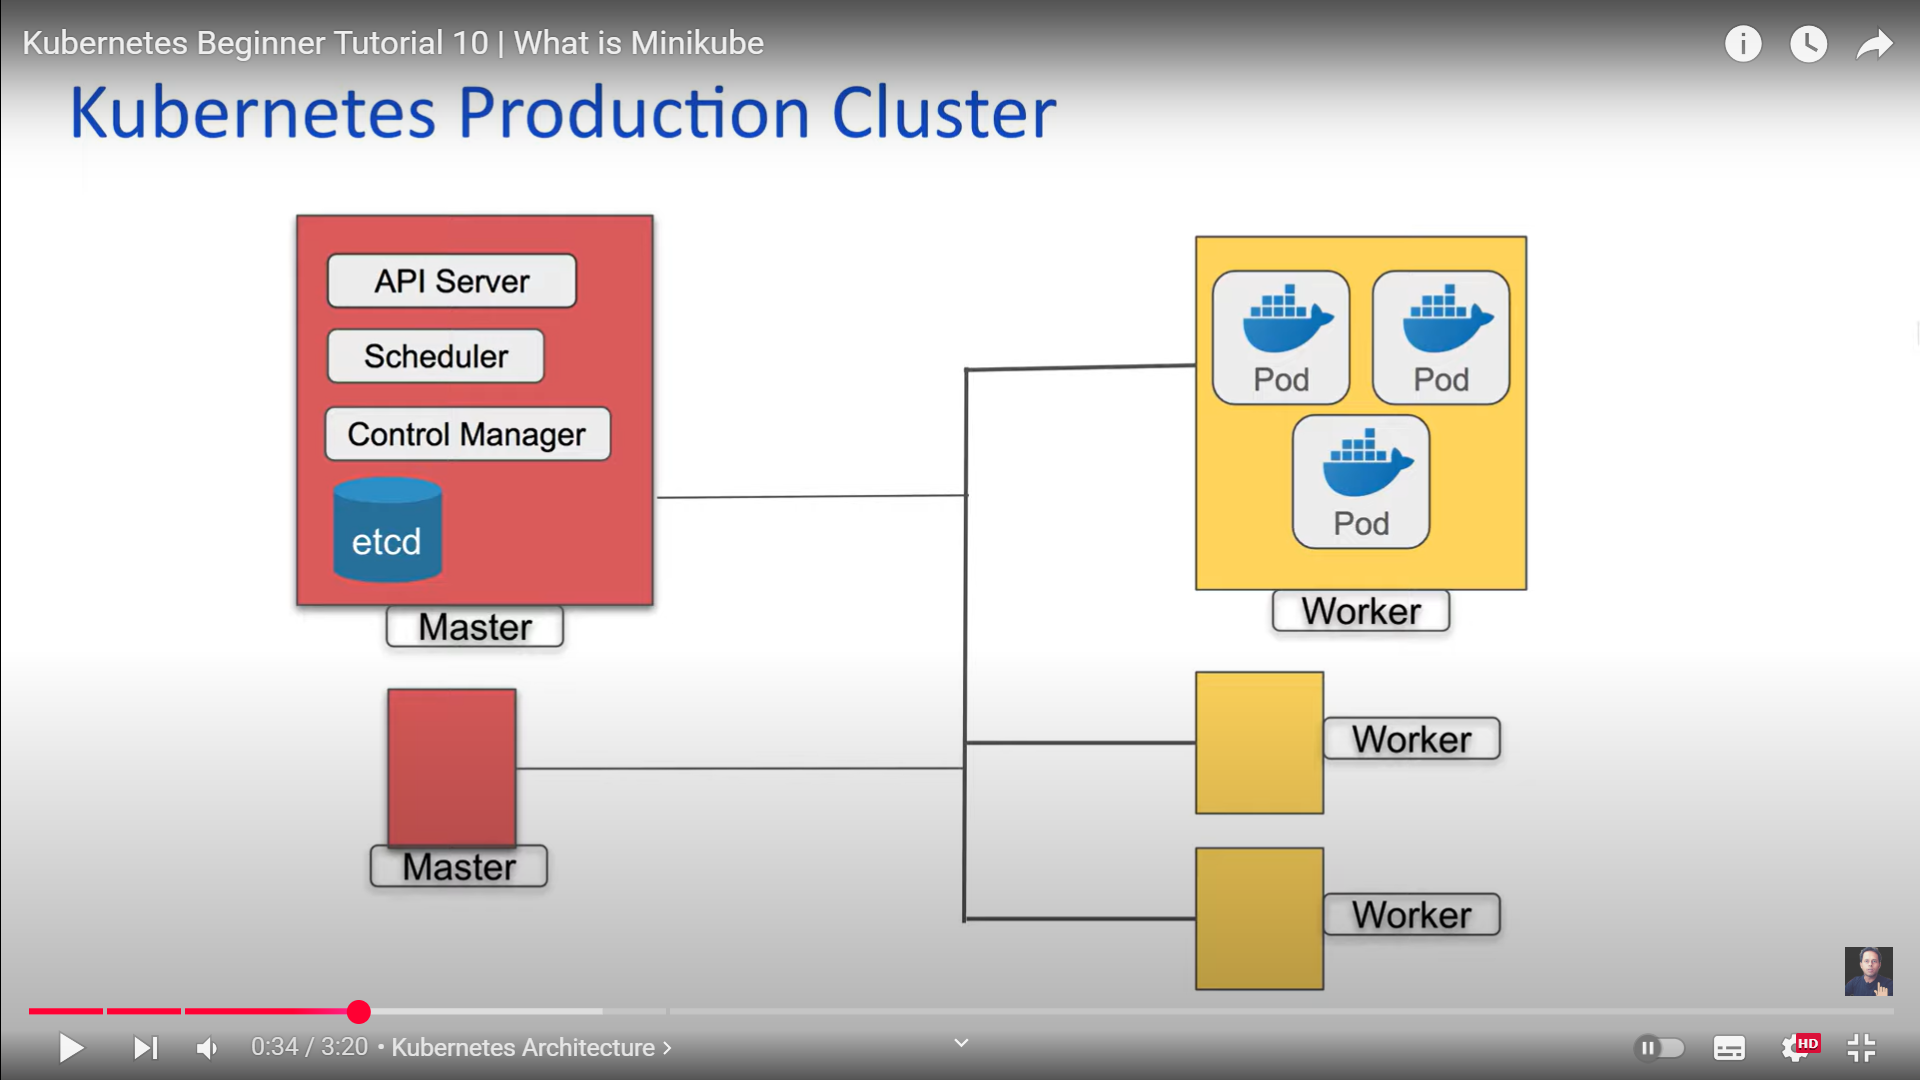 Kubernetes Beginner Tutorial 10 | What is Minikube
Kubernetes Production Cluster
API Server
Scheduler
Control Manager
etcd
Master
Master
Pod
Pod
Pod
Worker
Worker
Worker
0:34 / 3:20 • Kubernetes Architecture
HD